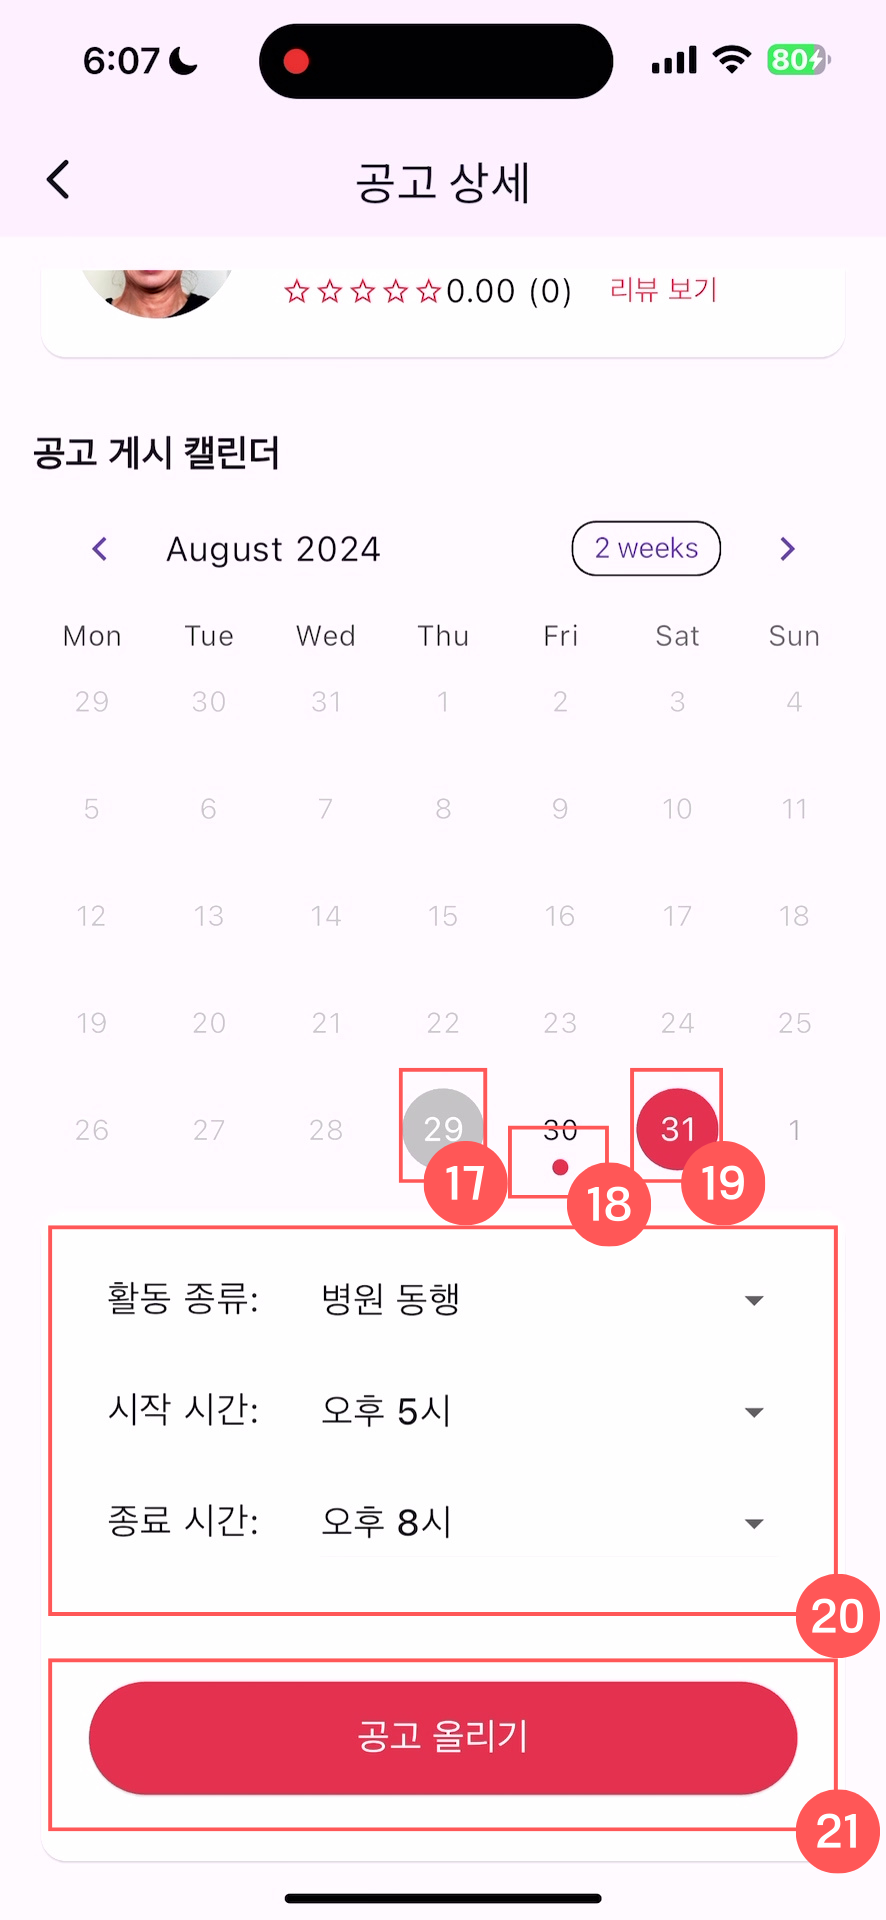 6:07
80
공고 상세
0.00 (0) 리뷰 보기
공고 게시 캘린더
August 2024 2 weeks
Mon Tue Wed Thu Fri Sat Sun
29 30 31 1 2 3 4
5 6 7 8 9 10 11
12 13 14 15 16 17 18
19 20 21 22 23 24 25
26 27 28 29 30 31 1
17 18 19
활동 종류: 병원 동행
시작 시간: 오후 5시
종료 시간: 오후 8시
20
공고 올리기
21